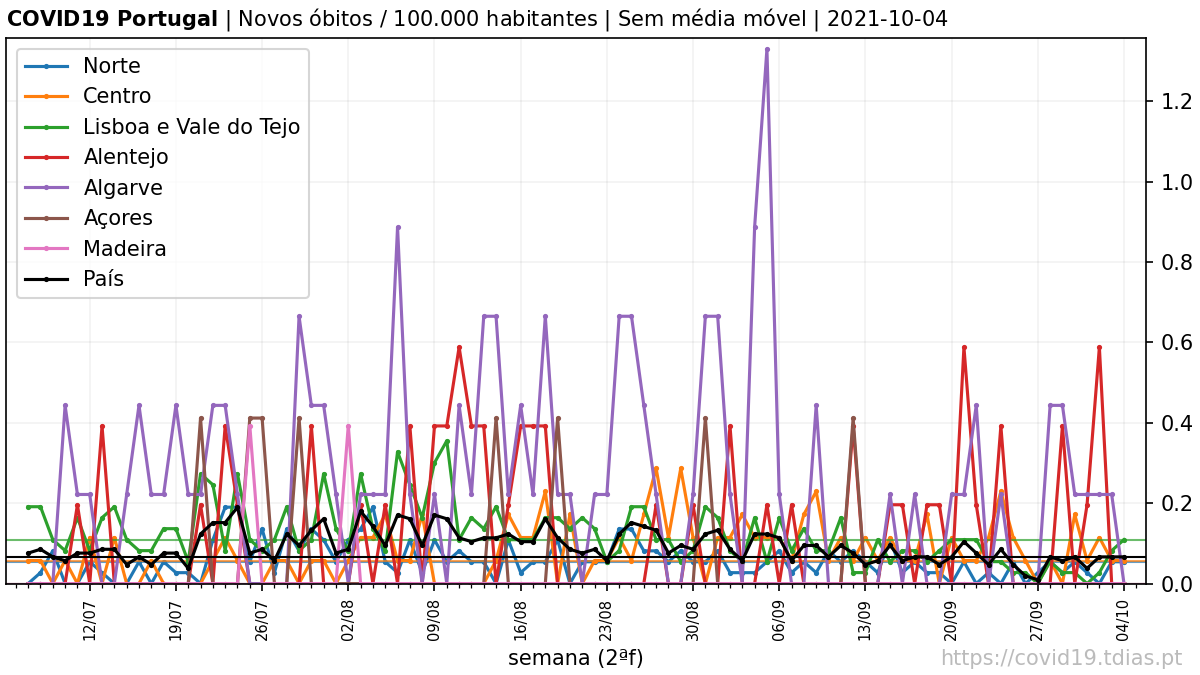 COVID19 Portugal | Novos óbitos / 100.000 habitantes | Sem média móvel | 2021-10-04
Norte
Centro
Lisboa e Vale do Tejo
Alentejo
Algarve
Açores
Madeira
País
1.2
1.0
0.8
0.6
0.4
0.2
0.0
12/07 19/07 26/07 02/08 09/08 16/08 23/08 30/08 06/09 13/09 20/09 27/09 04/10
semana (2ªf)
https://covid19.tdias.pt